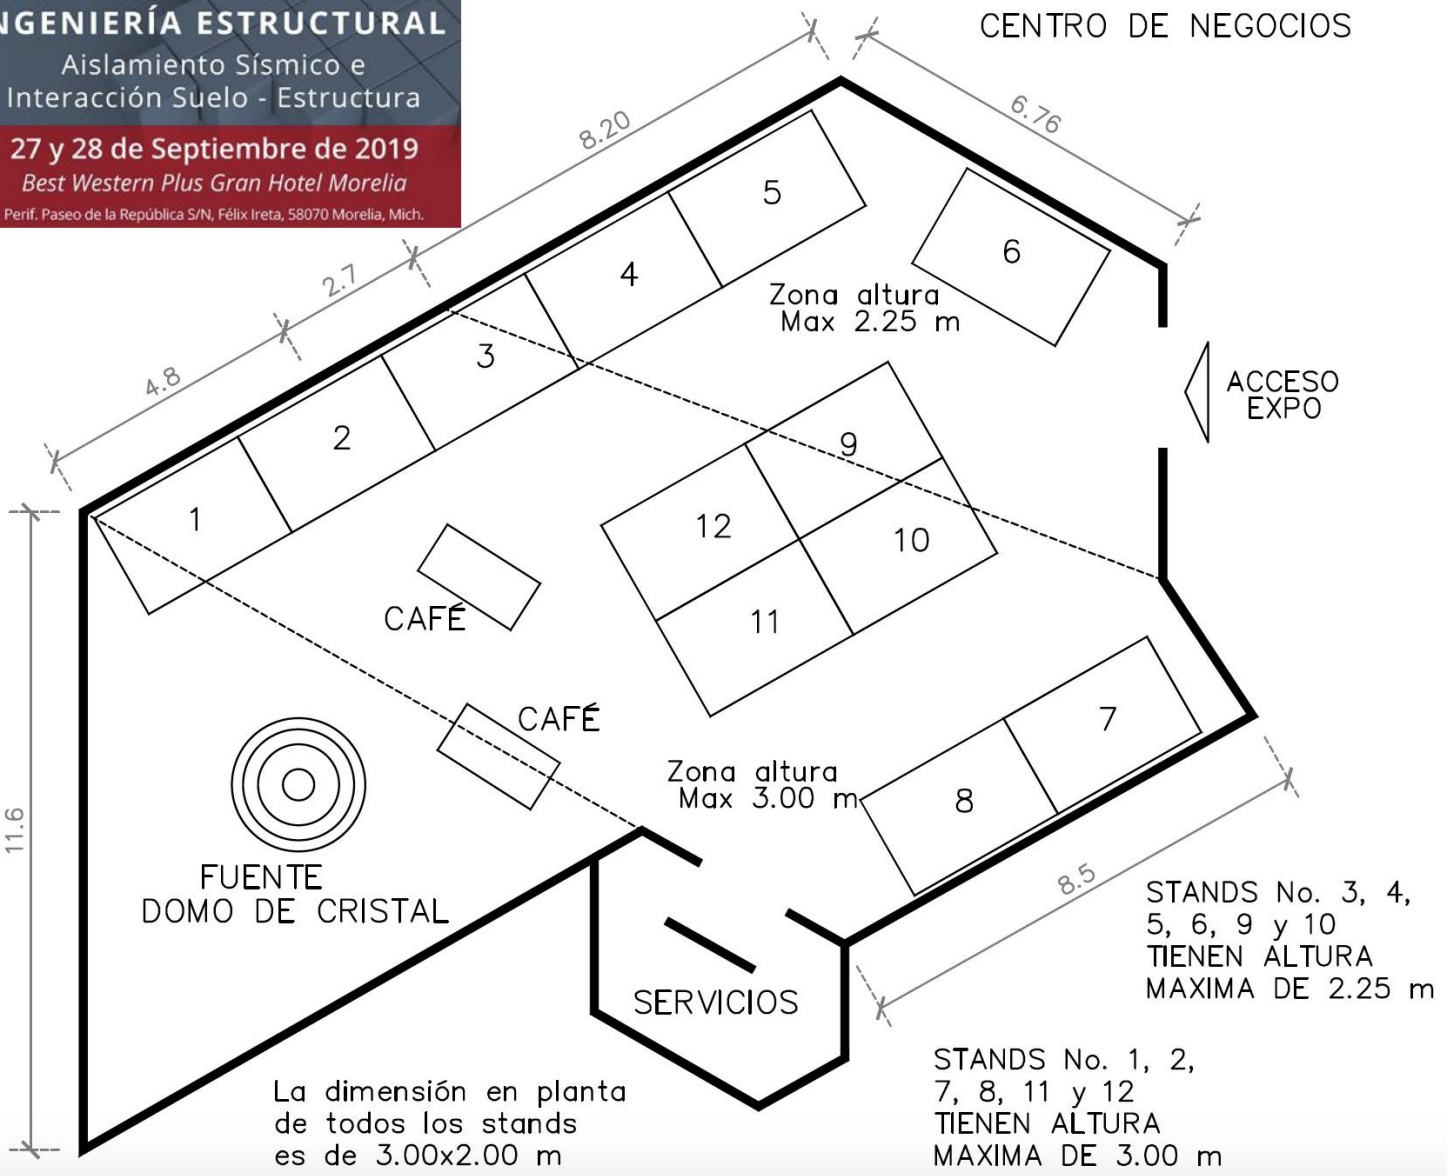 NGENIERÍA ESTRUCTURAL
Aislamiento Sísmico e
Interacción Suelo - Estructura
27 y 28 de Septiembre de 2019
Best Western Plus Gran Hotel Morelia
Perif. Paseo de la República S/N, Félix Ireta, 58070 Morelia, Mich.
CENTRO DE NEGOCIOS
8.20
6.76
2.7
4.8
5
6
4
Zona altura
Max 2.25 m
3
ACCESO
EXPO
2
9
1
12
10
CAFÉ
11
CAFÉ
7
Zona altura
Max 3.00 m
8
11.6
FUENTE
DOMO DE CRISTAL
8.5
STANDS No. 3, 4,
5, 6, 9 y 10
TIENEN ALTURA
MAXIMA DE 2.25 m
SERVICIOS
La dimensión en planta
de todos los stands
es de 3.00x2.00 m
STANDS No. 1, 2,
7, 8, 11 y 12
TIENEN ALTURA
MAXIMA DE 3.00 m